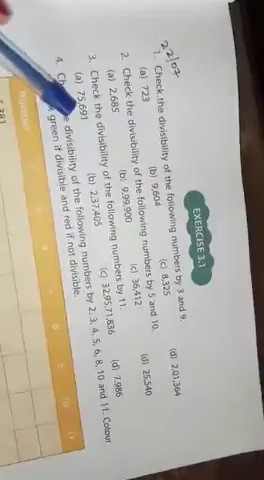 22/07
EXERCISE 3.1
1. Check the divisibility of the following numbers by 3 and 9.
(a) 723 (b) 9,604 (c) 8,325 (d) 2,01,364
2. Check the divisibility of the following numbers by 5 and 10.
(a) 2,685 (b) 9,99,900 (c) 36,412 (d) 25,540
3. Check the divisibility of the following numbers by 11.
(a) 75,691 (b) 2,37,405 (c) 32,95,71,836 (d) 7,986
4. divisibility of the following numbers by 2, 3, 4, 5, 6, 8, 10 and 11. Colour
green if divisible and red if not divisible.